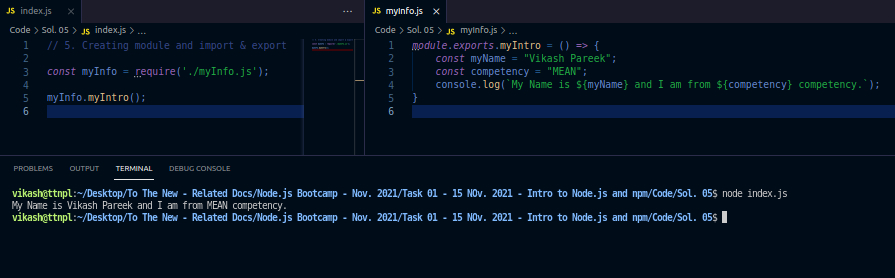 JS index.js ×
...
Code > Sol. 05 > JS index.js > ...
1 // 5. Creating module and import & export
2
3 const myInfo = require('./myInfo.js');
4
5 myInfo.myIntro();
6
JS myInfo.js ×
Code > Sol. 05 > JS myInfo.js > ...
1 module.exports.myIntro = () => {
2 const myName = "Vikash Pareek";
3 const competency = "MEAN";
4 console.log(`My Name is ${myName} and I am from ${competency} competency.`);
5 }
6
PROBLEMS OUTPUT TERMINAL DEBUG CONSOLE
vikash@ttnpl:~/Desktop/To The New - Related Docs/Node.js Bootcamp - Nov. 2021/Task 01 - 15 NOv. 2021 - Intro to Node.js and npm/Code/Sol. 05$ node index.js
My Name is Vikash Pareek and I am from MEAN competency.
vikash@ttnpl:~/Desktop/To The New - Related Docs/Node.js Bootcamp - Nov. 2021/Task 01 - 15 NOv. 2021 - Intro to Node.js and npm/Code/Sol. 05$